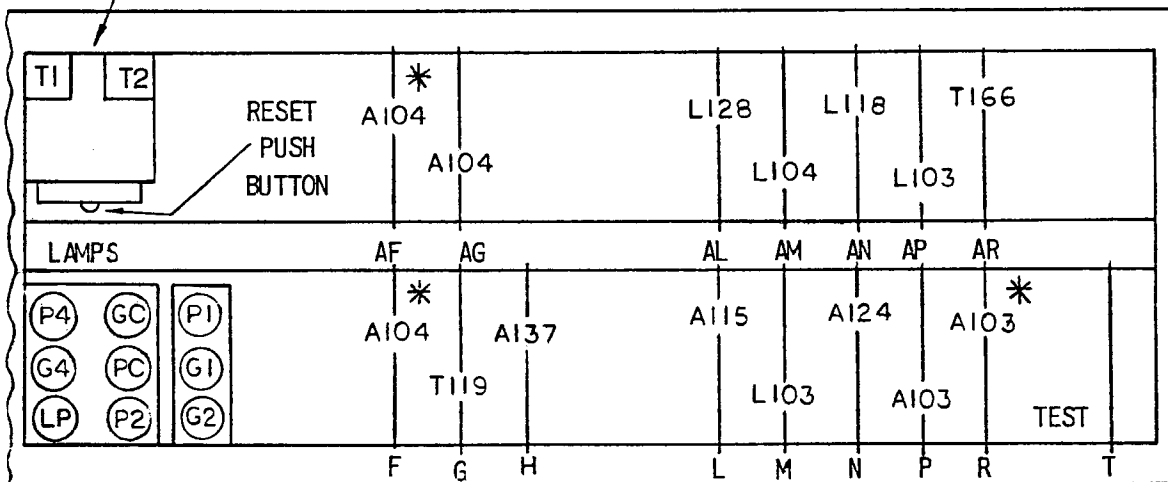 T1 T2 * L118 T166
RESET A104 L128
PUSH A104 L104 L103
BUTTON
LAMPS AF AG AL AM AN AP AR
P4 GC P1 * A115 A124 *
A104 A137 A103
G4 PC G1 T119 L103 A103
LP P2 G2 TEST
F G H L M N P R T